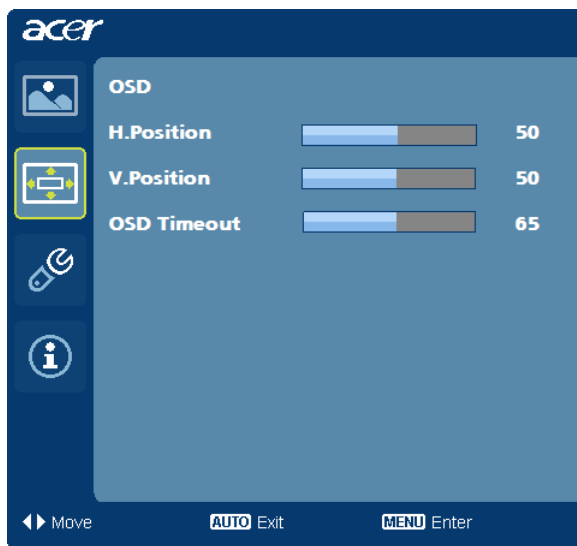 acer
OSD
H.Position 50
V.Position 50
OSD Timeout 65
Move AUTO Exit MENU Enter